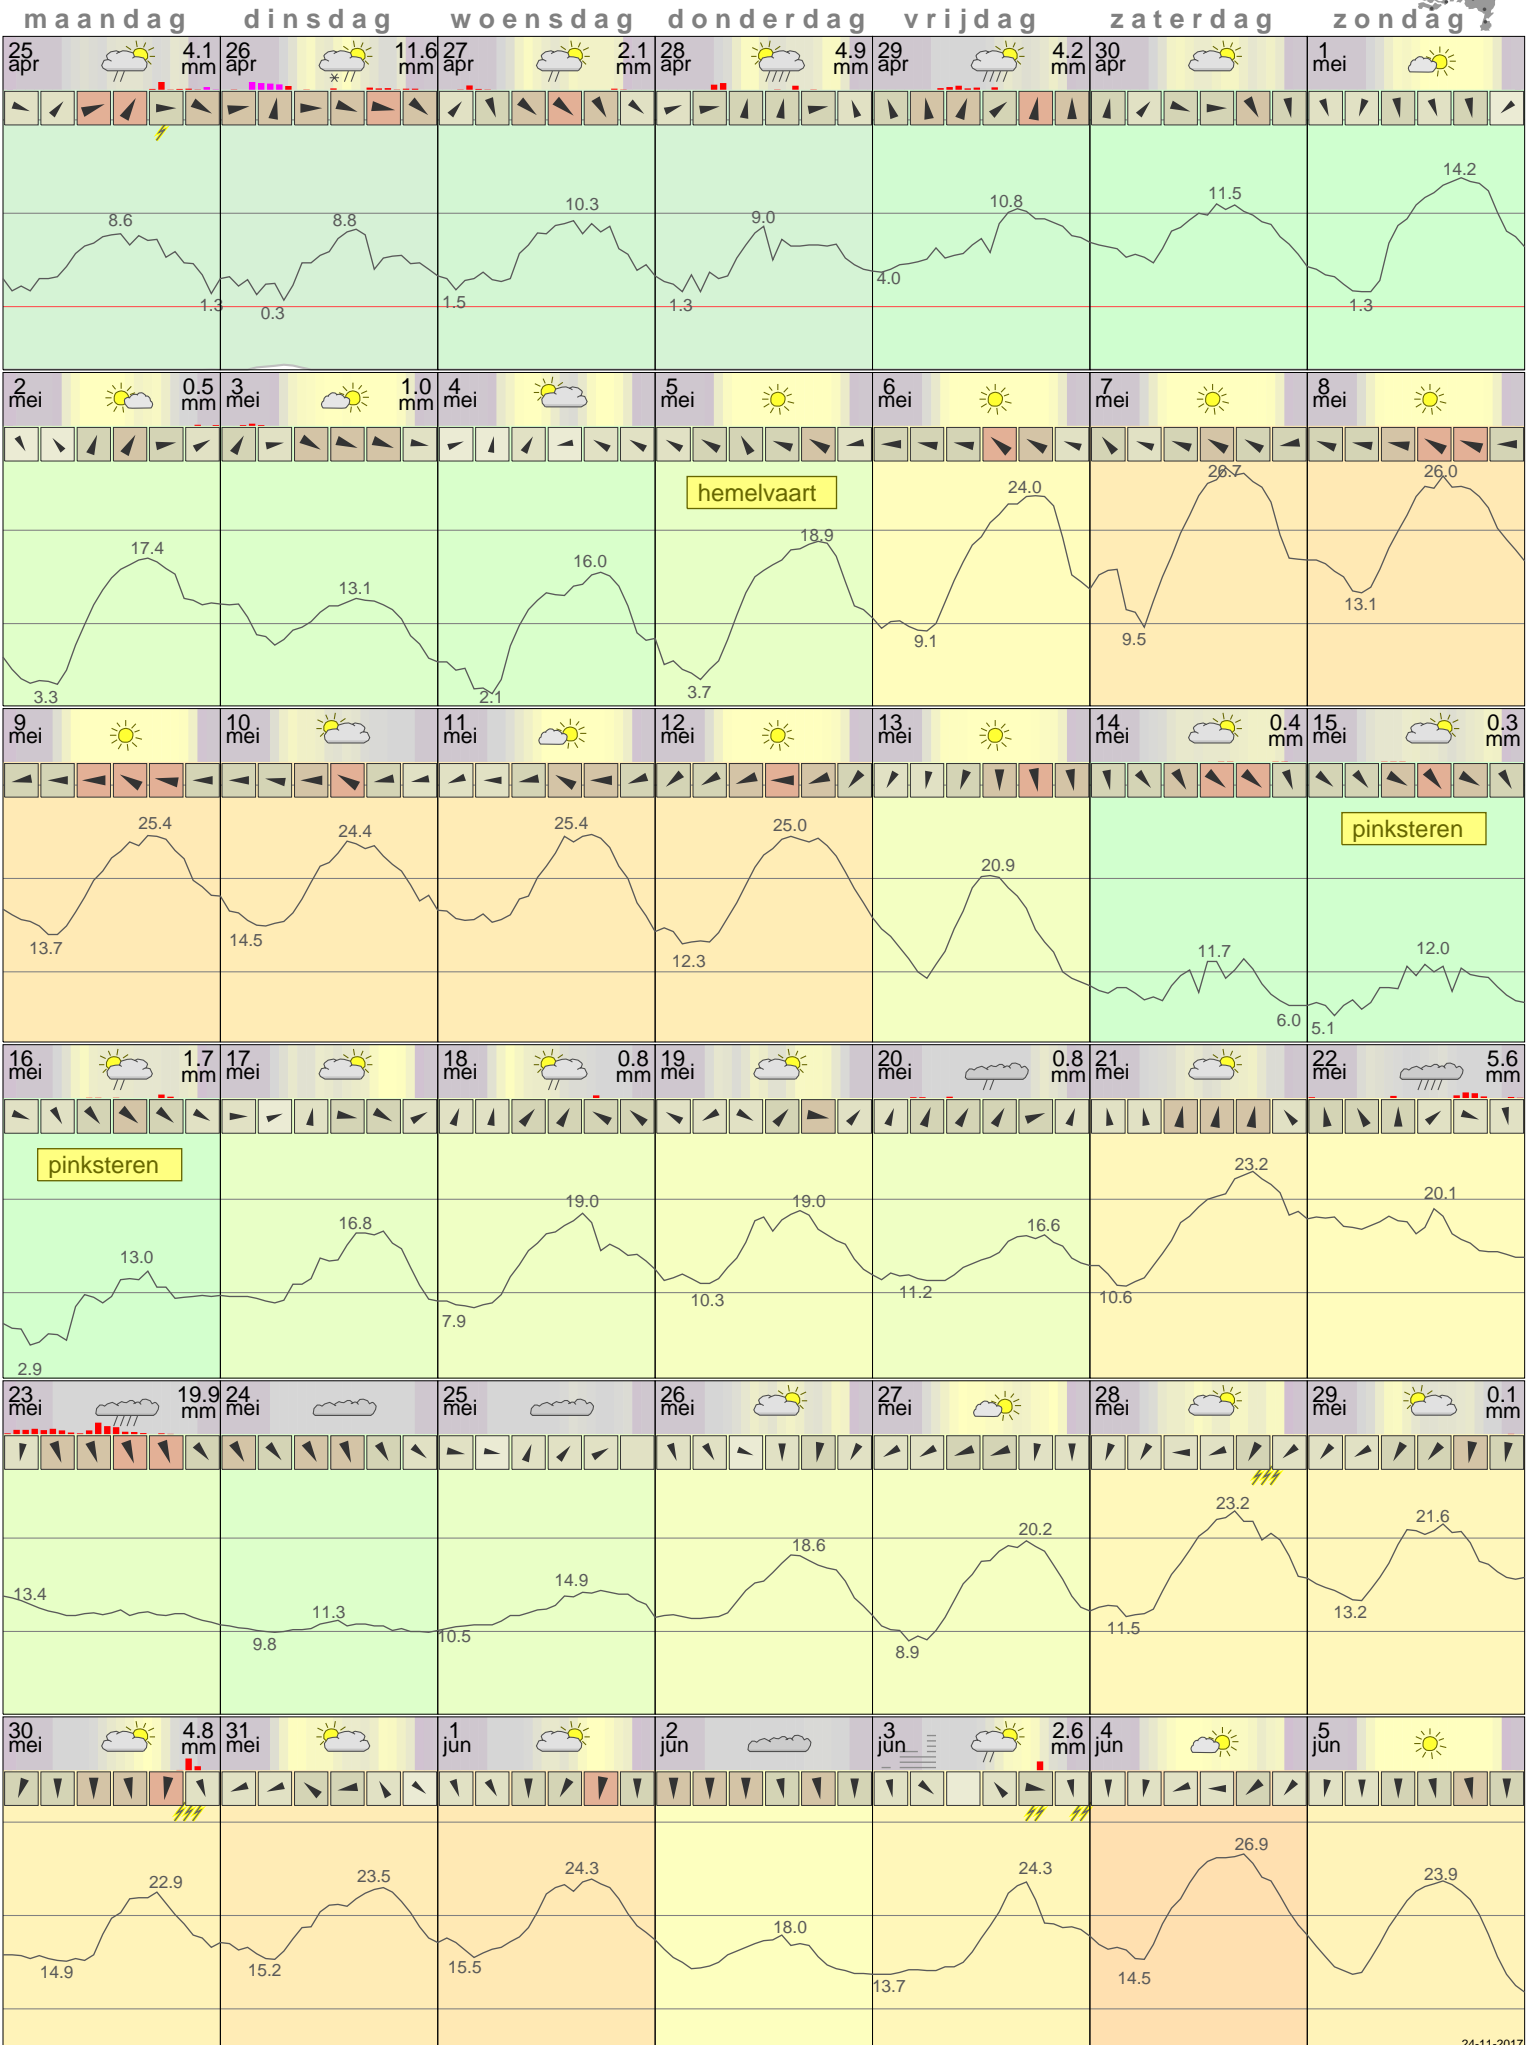 maandag dinsdag woensdag donderdag vrijdag zaterdag zondag
25 4.1 26 11.6 27 2.1 28 4.9 29 4.2 30 1
apr mm apr mm apr mm apr mm apr mm apr mei
8.6 1.3 0.3 8.8 1.5 10.3 1.3 9.0 4.0 10.8 11.5 1.3 14.2
2 0.5 3 1.0 4 5 6 7 8
mei mm mei mm mei mei mei mei mei
hemelvaart
3.3 17.4 13.1 2.1 16.0 3.7 18.9 9.1 24.0 9.5 26.7 13.1 26.0
9 10 11 12 13 14 0.4 15 0.3
mei mei mei mei mei mei mm mei mm
pinksteren
13.7 25.4 14.5 24.4 25.4 12.3 25.0 20.9 11.7 6.0 5.1 12.0
16 1.7 17 18 0.8 19 20 0.8 21 22 5.6
mei mm mei mei mm mei mei mm mei mei mm
pinksteren
2.9 13.0 16.8 7.9 19.0 10.3 19.0 11.2 16.6 10.6 23.2 20.1
23 19.9 24 25 26 27 28 29 0.1
mei mm mei mei mei mei mei mei mm
13.4 9.8 11.3 10.5 14.9 18.6 8.9 20.2 11.5 23.2 13.2 21.6
30 4.8 31 1 2 3 2.6 4 5
mei mm mei jun jun jun mm jun jun
14.9 22.9 15.2 23.5 15.5 24.3 18.0 13.7 24.3 14.5 26.9 23.9
24-11-2017